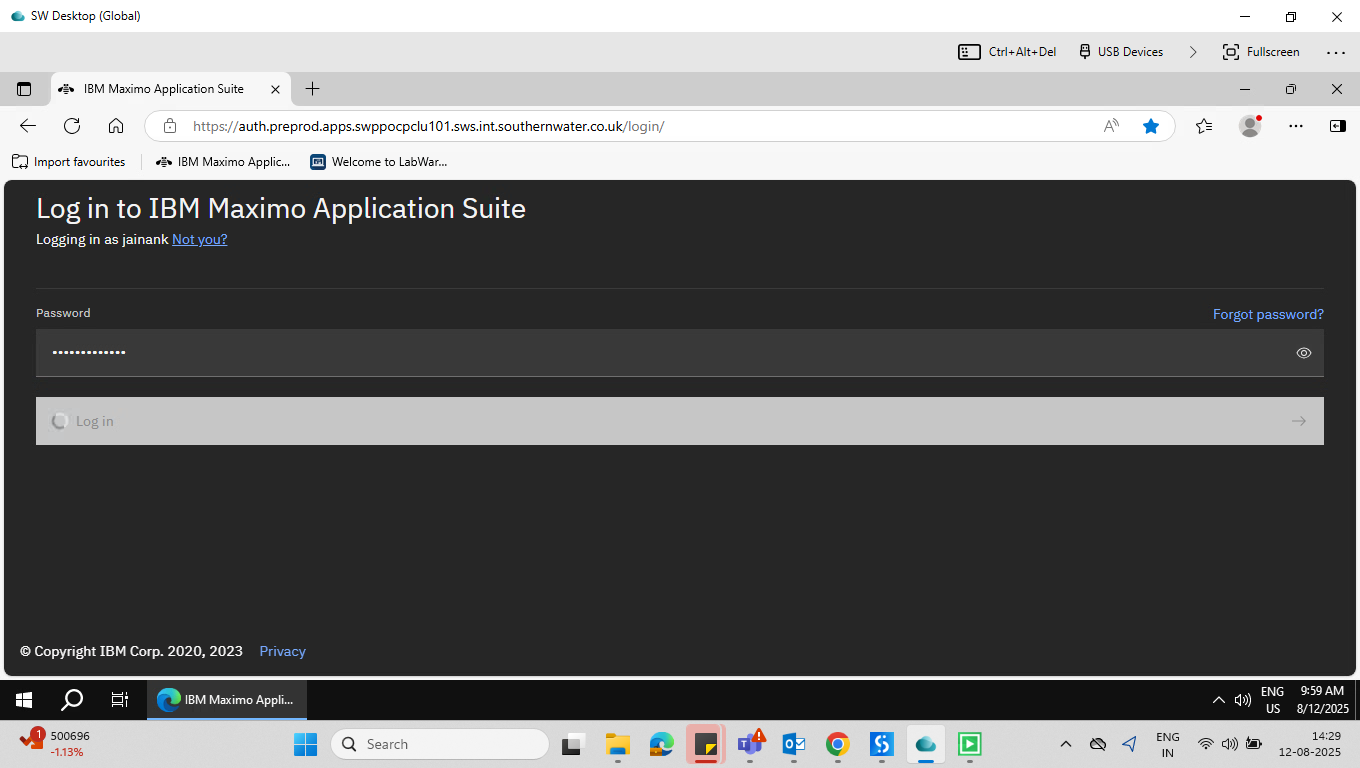 SW Desktop (Global)
Ctrl+Alt+Del
USB Devices
Fullscreen
IBM Maximo Application Suite
https://auth.preprod.apps.swppocpclu101.sws.int.southernwater.co.uk/login/
Import favourites
IBM Maximo Applic...
Welcome to LabWar...
Log in to IBM Maximo Application Suite
Logging in as jainank Not you?
Password
Forgot password?
•••••••••••••
Log in
© Copyright IBM Corp. 2020, 2023 Privacy
IBM Maximo Appli...
ENG
US
9:59 AM
8/12/2025
1
500696
-1.13%
Search
ENG
IN
14:29
12-08-2025